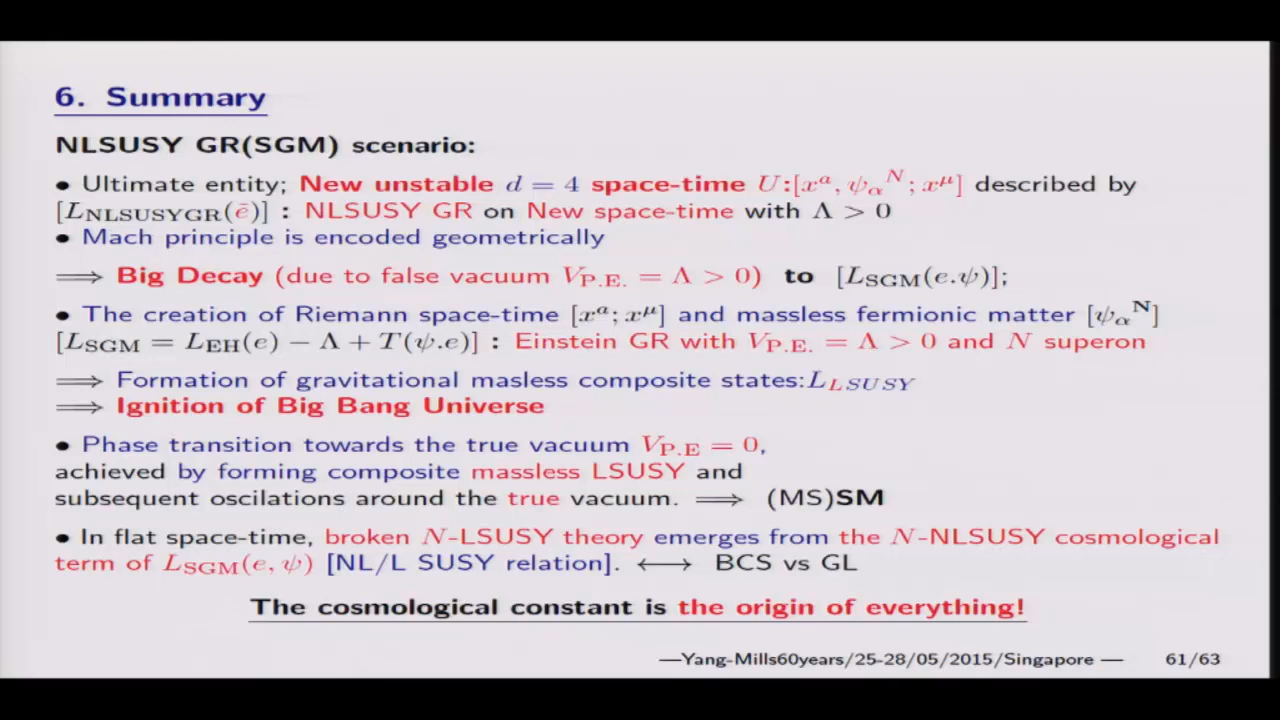 6. Summary
NLSUSY GR(SGM) scenario:
• Ultimate entity; New unstable d = 4 space-time U:[x^a, ψ_α^N; x^μ] described by
[L_NLSUSYGR(ẽ)] : NLSUSY GR on New space-time with Λ > 0
• Mach principle is encoded geometrically
⟹ Big Decay (due to false vacuum V_P.E. = Λ > 0) to [L_SGM(e.ψ)];
• The creation of Riemann space-time [x^a; x^μ] and massless fermionic matter [ψ_α^N]
[L_SGM = L_EH(e) − Λ + T(ψ.e)] : Einstein GR with V_P.E. = Λ > 0 and N superon
⟹ Formation of gravitational masless composite states:L_LSUSY
⟹ Ignition of Big Bang Universe
• Phase transition towards the true vacuum V_P.E = 0,
achieved by forming composite massless LSUSY and
subsequent oscilations around the true vacuum. ⟹ (MS)SM
• In flat space-time, broken N-LSUSY theory emerges from the N-NLSUSY cosmological
term of L_SGM(e, ψ) [NL/L SUSY relation]. ⟷ BCS vs GL
The cosmological constant is the origin of everything!
—Yang-Mills60years/25-28/05/2015/Singapore — 61/63